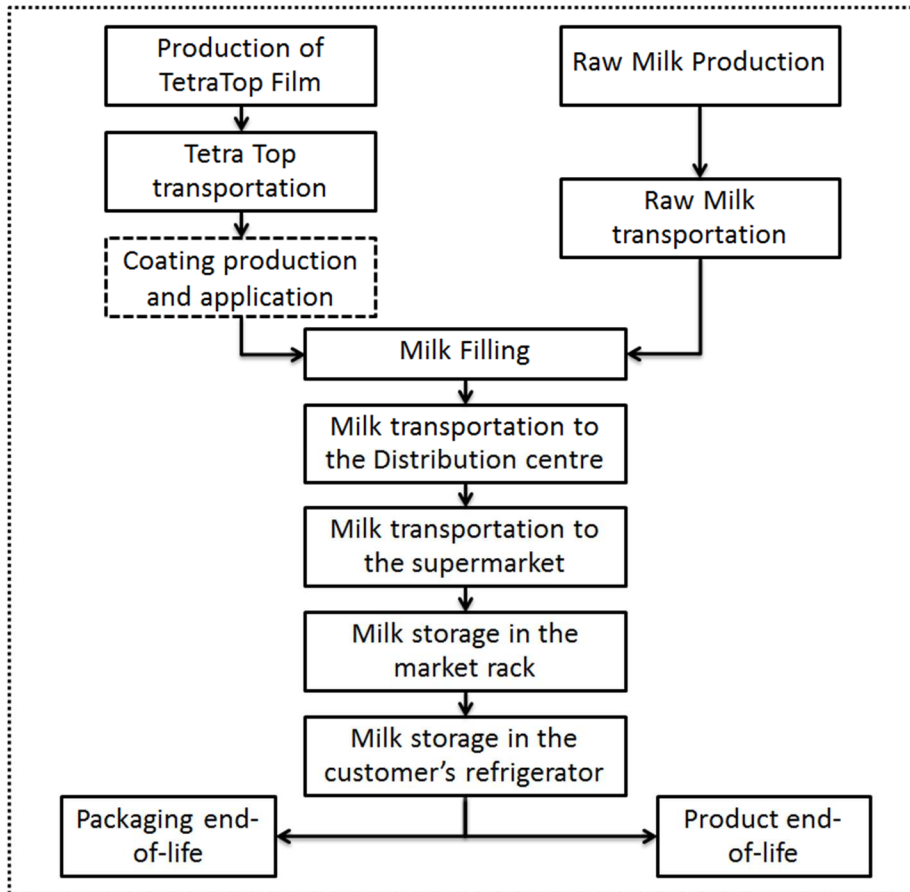 Production of
TetraTop Film
Raw Milk Production
Tetra Top
transportation
Raw Milk
transportation
Coating production
and application
Milk Filling
Milk transportation to
the Distribution centre
Milk transportation to
the supermarket
Milk storage in the
market rack
Milk storage in the
customer's refrigerator
Packaging end-
of-life
Product end-
of-life